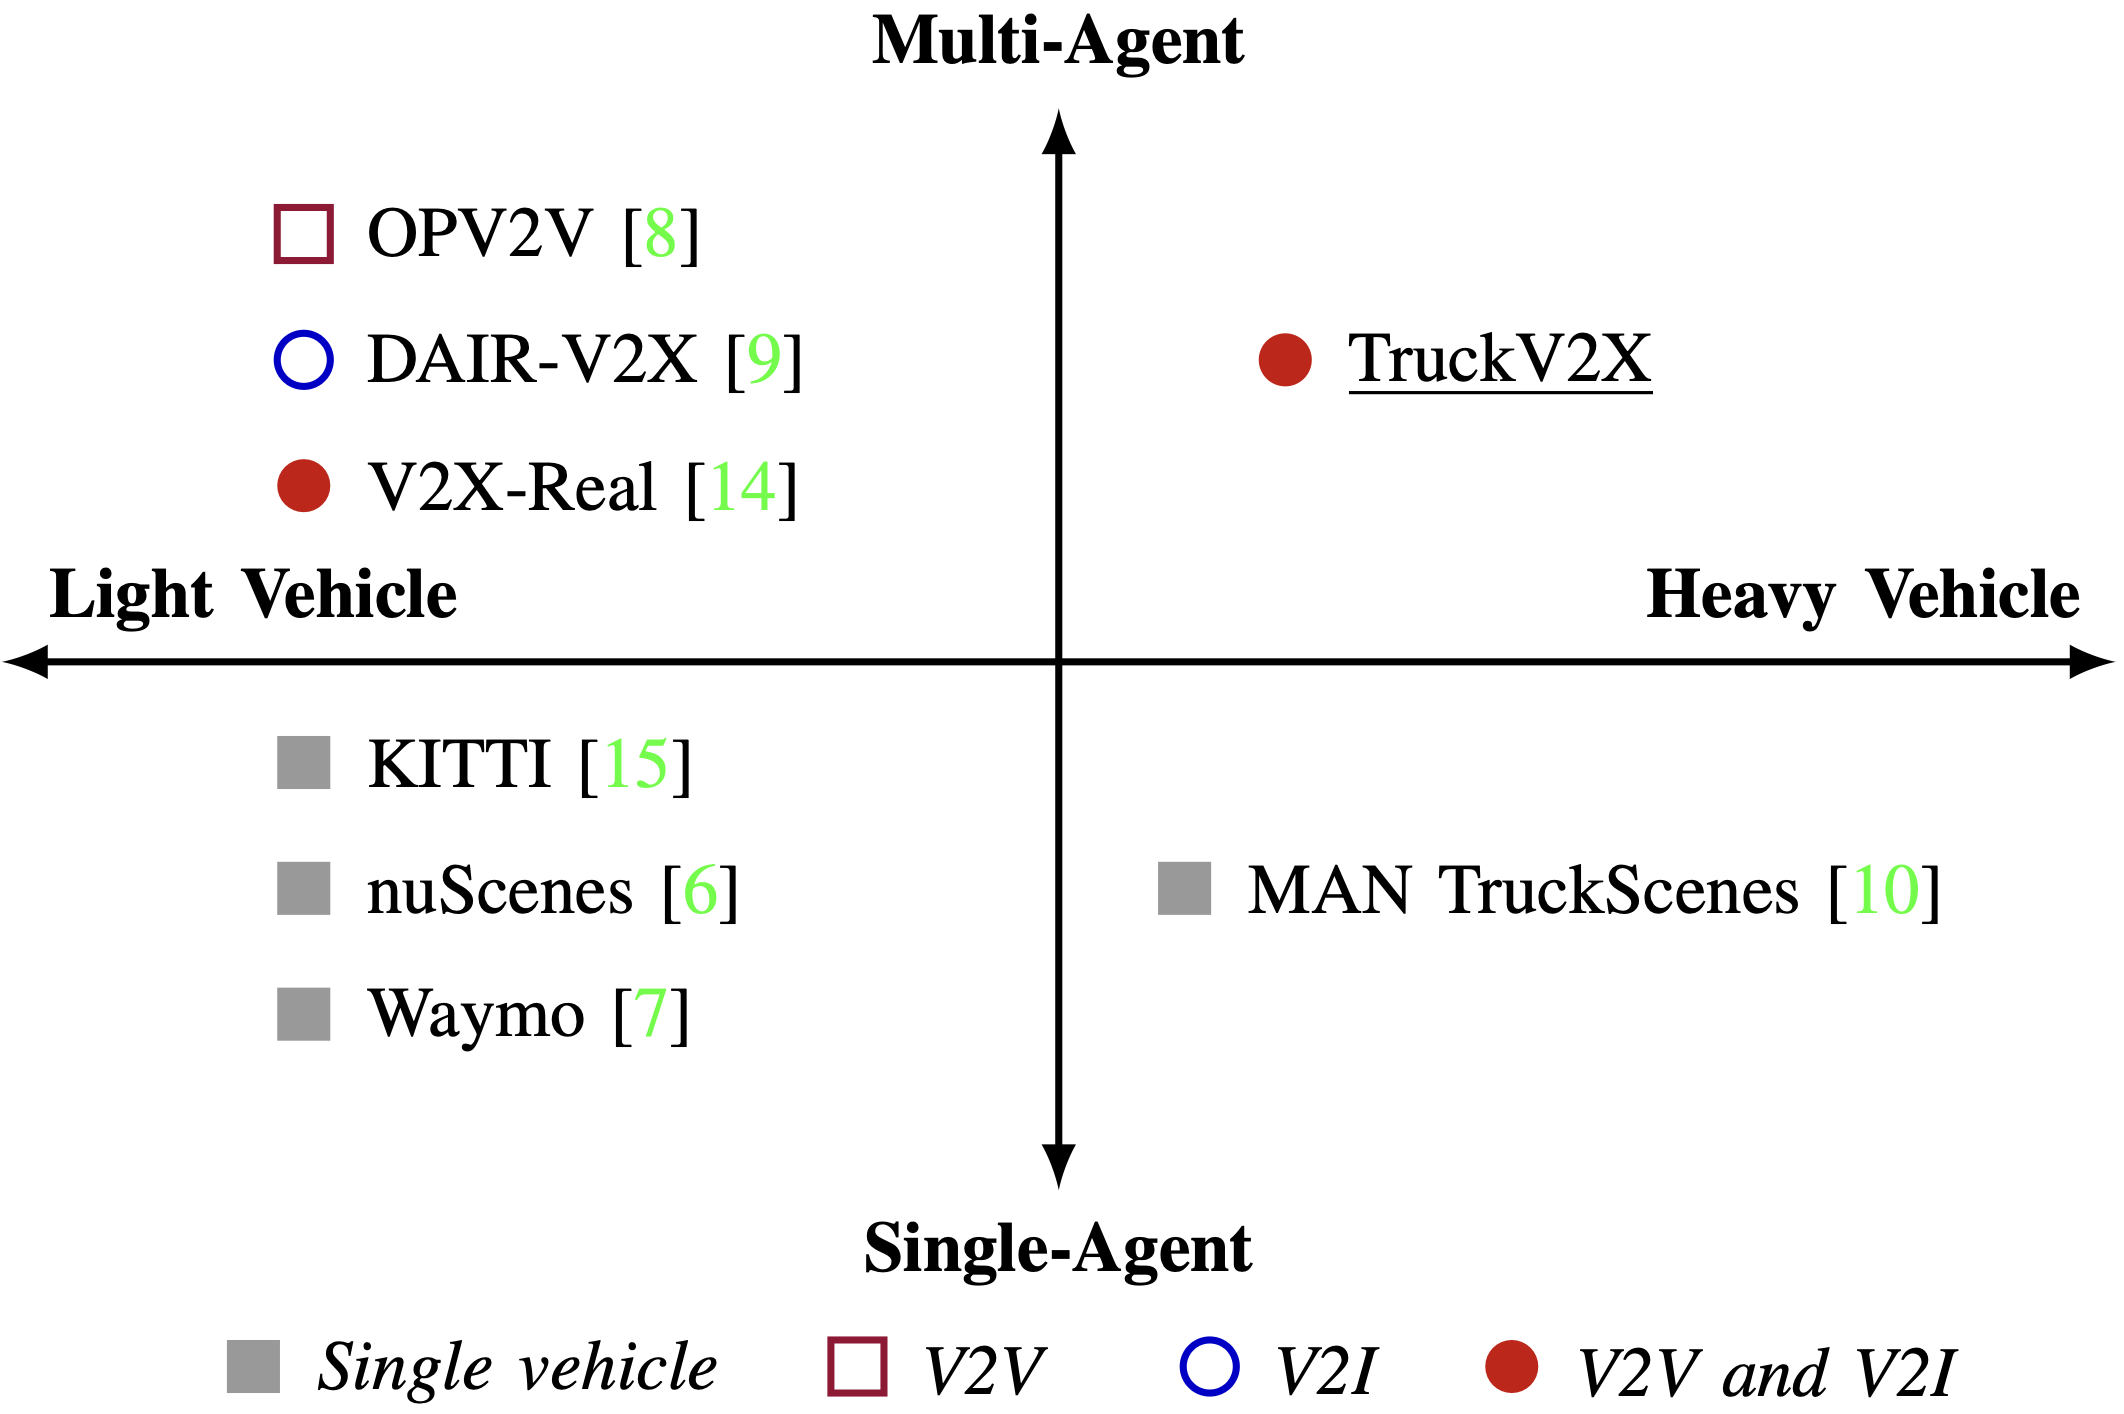 Multi-Agent
OPV2V [8]
DAIR-V2X [9]
TruckV2X
V2X-Real [14]
Light Vehicle
Heavy Vehicle
KITTI [15]
nuScenes [6]
MAN TruckScenes [10]
Waymo [7]
Single-Agent
Single vehicle
V2V
V2I
V2V and V2I